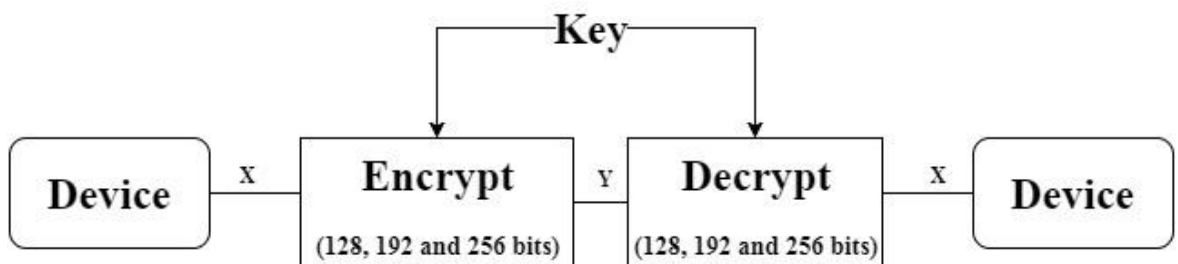 Key
Device
X
Encrypt
(128, 192 and 256 bits)
Y
Decrypt
(128, 192 and 256 bits)
X
Device